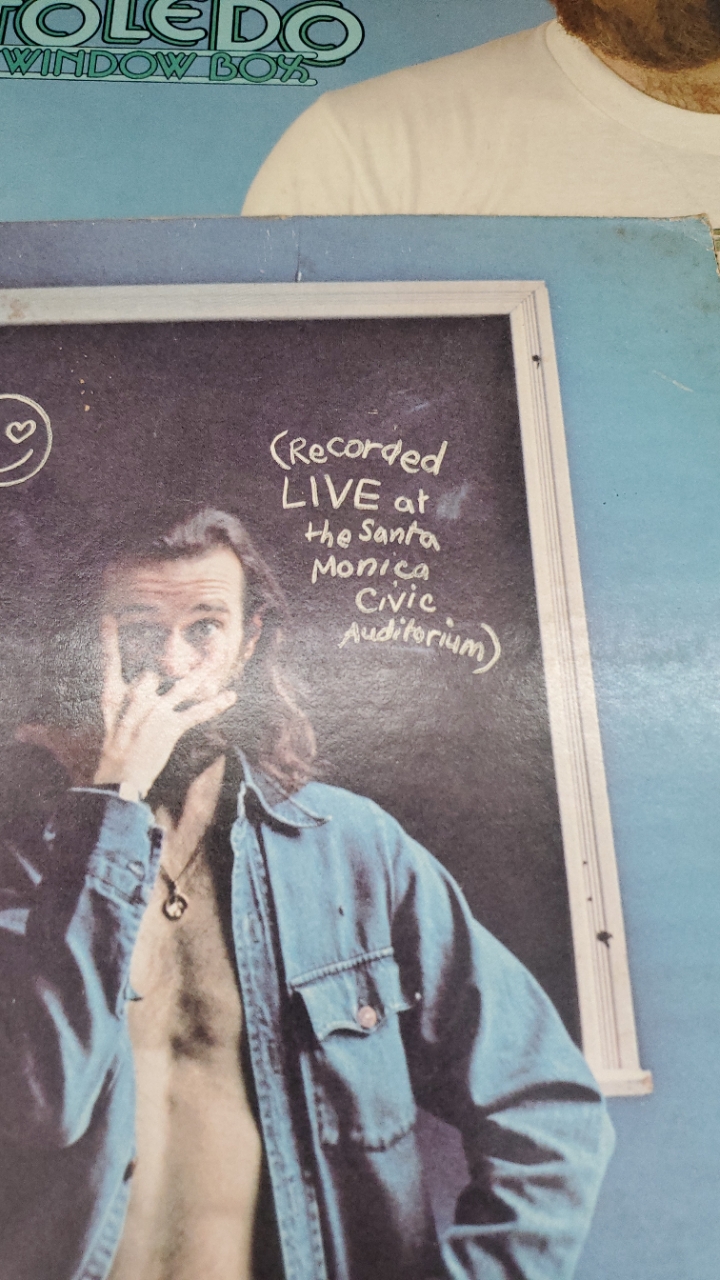 TOLEDO
WINDOW BOX
(Recorded
LIVE at
the Santa
Monica
Civic
Auditorium)